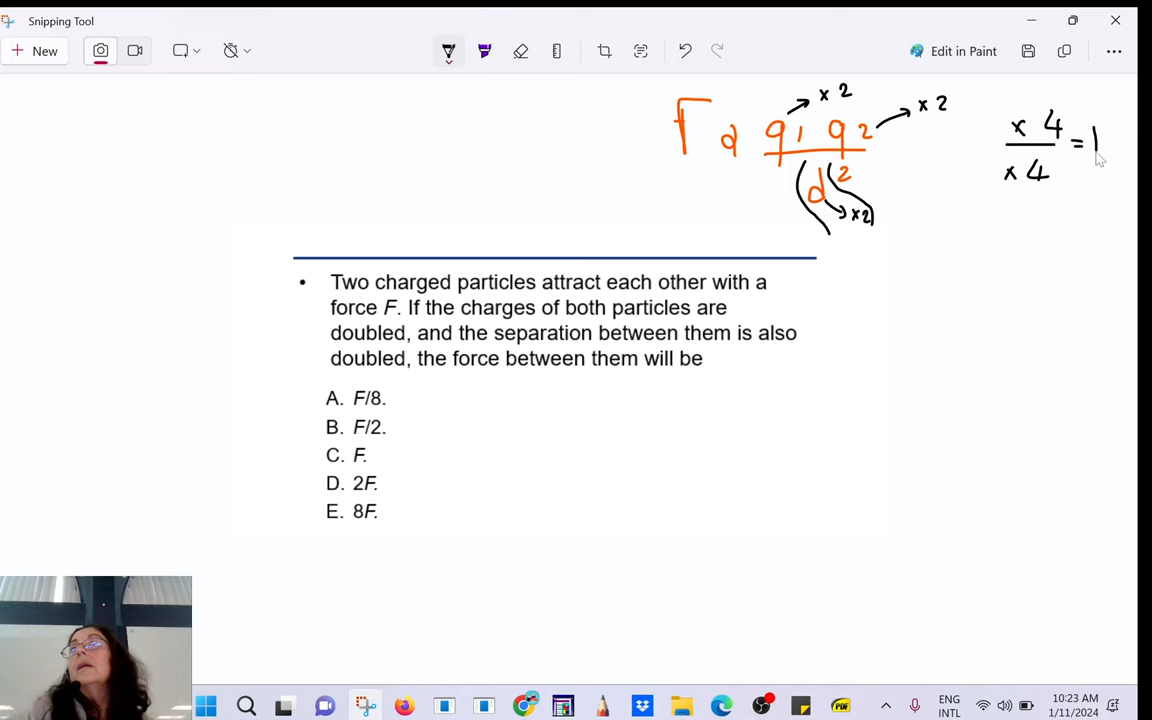 Snipping Tool
New
Edit in Paint
F α q1 q2
d2
x 2
x 2
x2
x 4
x 4
= 1
• Two charged particles attract each other with a
force F. If the charges of both particles are
doubled, and the separation between them is also
doubled, the force between them will be
A. F/8.
B. F/2.
C. F.
D. 2F.
E. 8F.
PDF
ENG
INTL
10:23 AM
1/11/2024